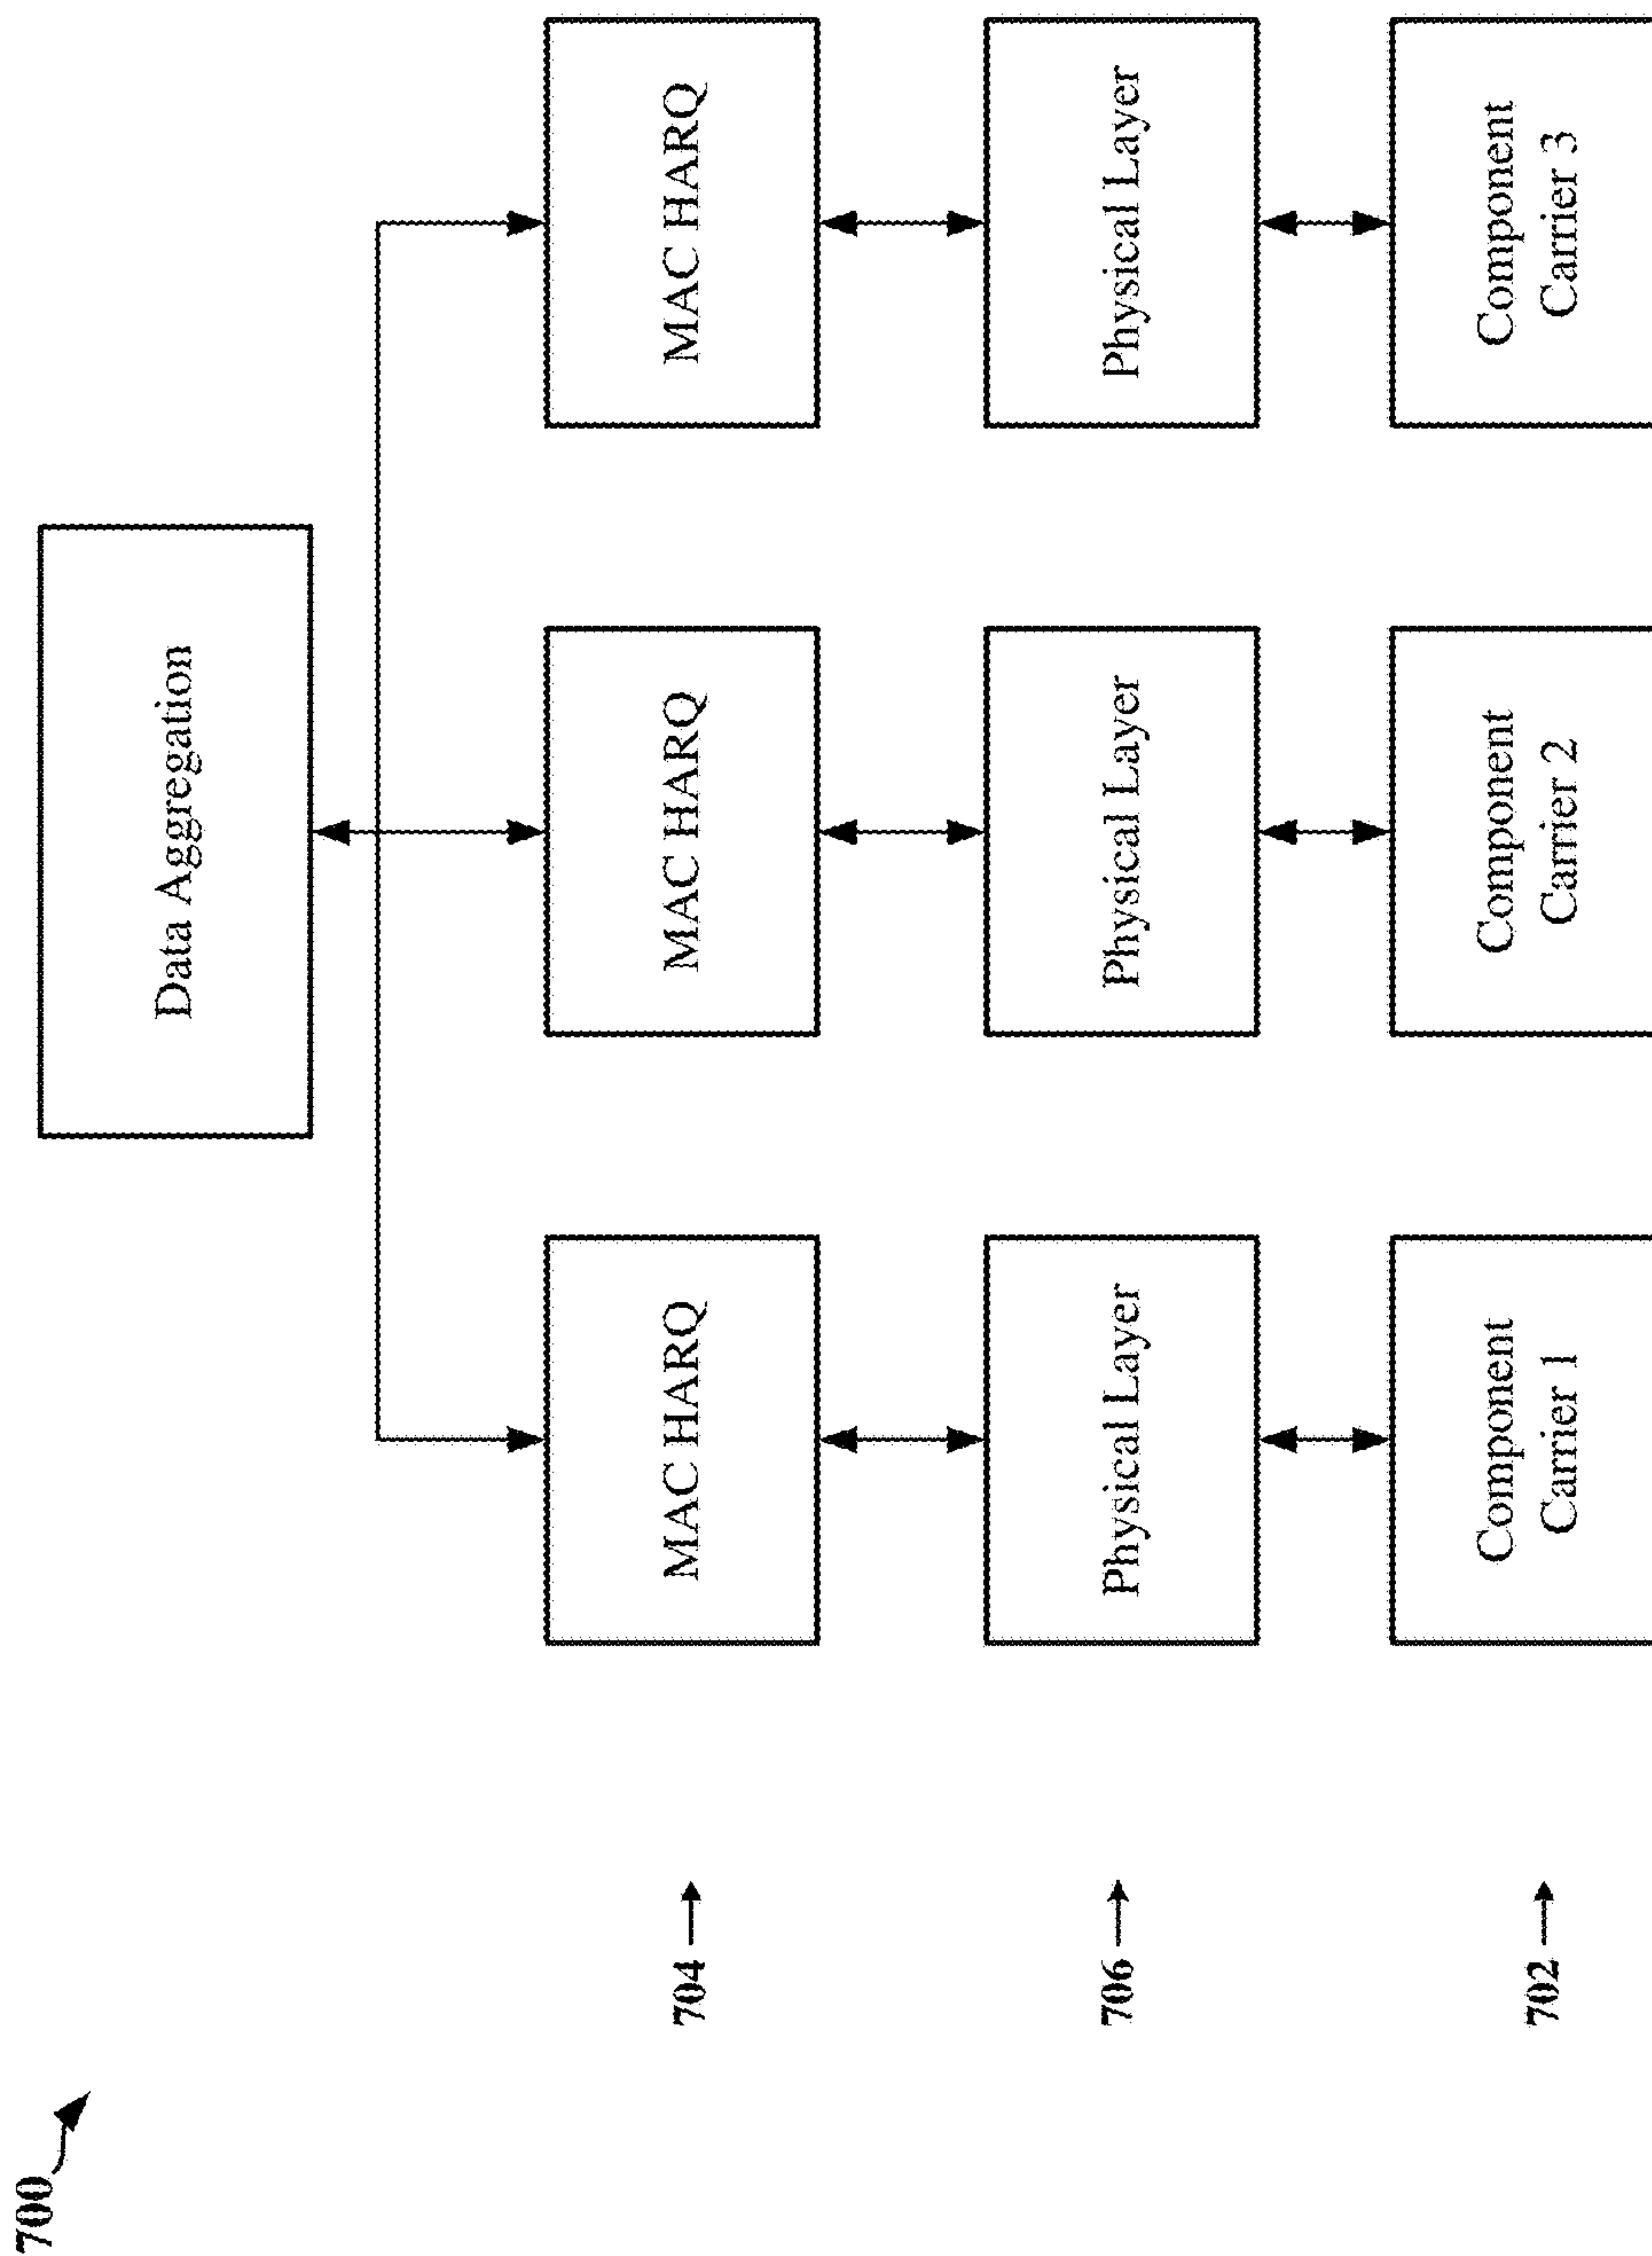 700
Data Aggregation
704
MAC HARQ
MAC HARQ
MAC HARQ
706
Physical Layer
Physical Layer
Physical Layer
702
Component
Carrier 1
Component
Carrier 2
Component
Carrier 3